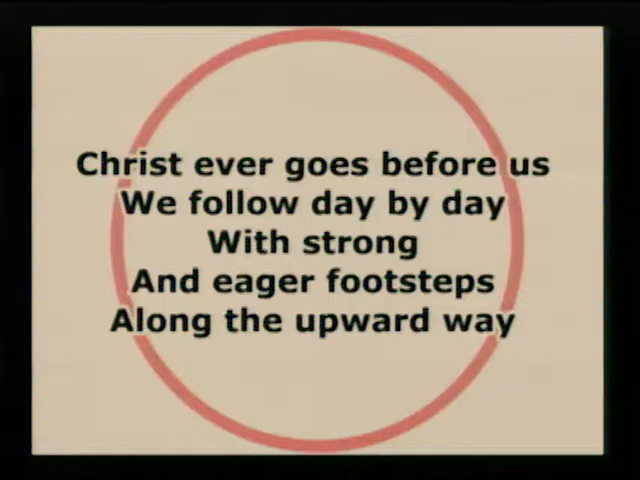 Christ ever goes before us
We follow day by day
With strong
And eager footsteps
Along the upward way